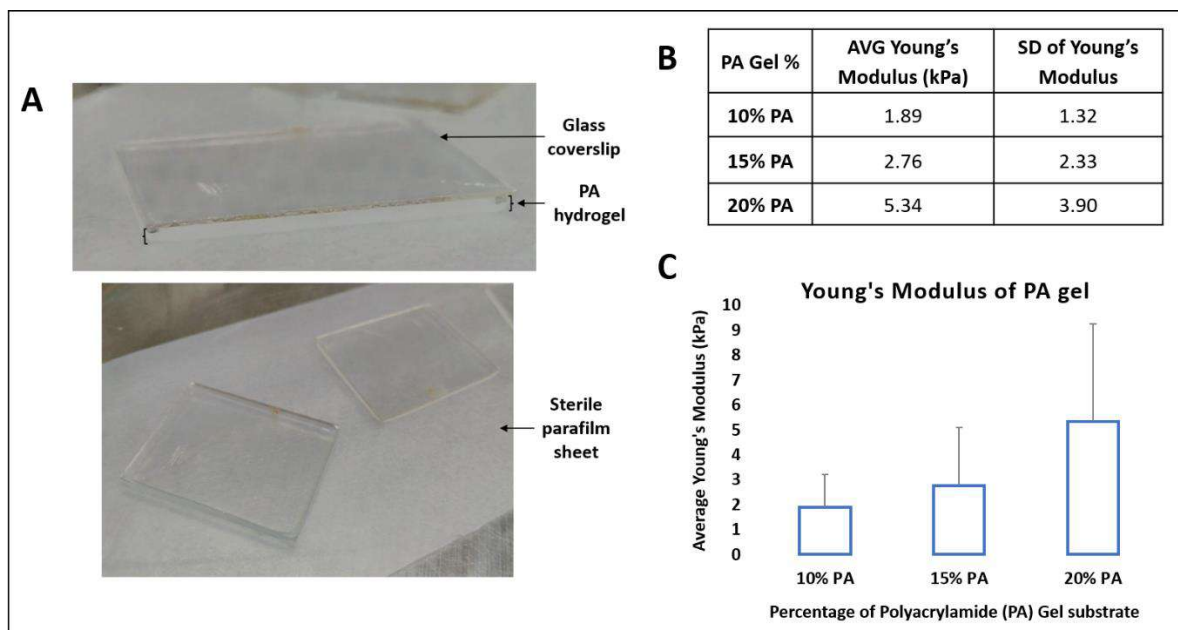 A
Glass
coverslip
PA
hydrogel
Sterile
parafilm
sheet
B
PA Gel %
AVG Young’s
Modulus (kPa)
SD of Young’s
Modulus
10% PA
1.89
1.32
15% PA
2.76
2.33
20% PA
5.34
3.90
C
Young's Modulus of PA gel
Average Young's Modulus (kPa)
10
9
8
7
6
5
4
3
2
1
0
10% PA
15% PA
20% PA
Percentage of Polyacrylamide (PA) Gel substrate